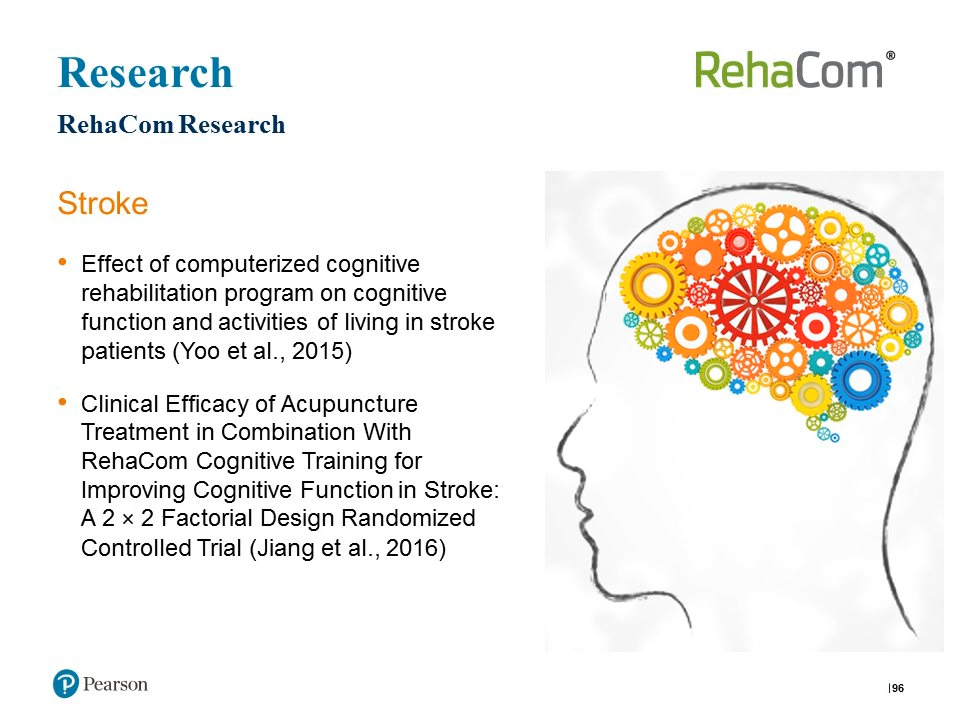 Research
RehaCom®
RehaCom Research
Stroke
• Effect of computerized cognitive
rehabilitation program on cognitive
function and activities of living in stroke
patients (Yoo et al., 2015)
• Clinical Efficacy of Acupuncture
Treatment in Combination With
RehaCom Cognitive Training for
Improving Cognitive Function in Stroke:
A 2 × 2 Factorial Design Randomized
Controlled Trial (Jiang et al., 2016)
P Pearson
|96